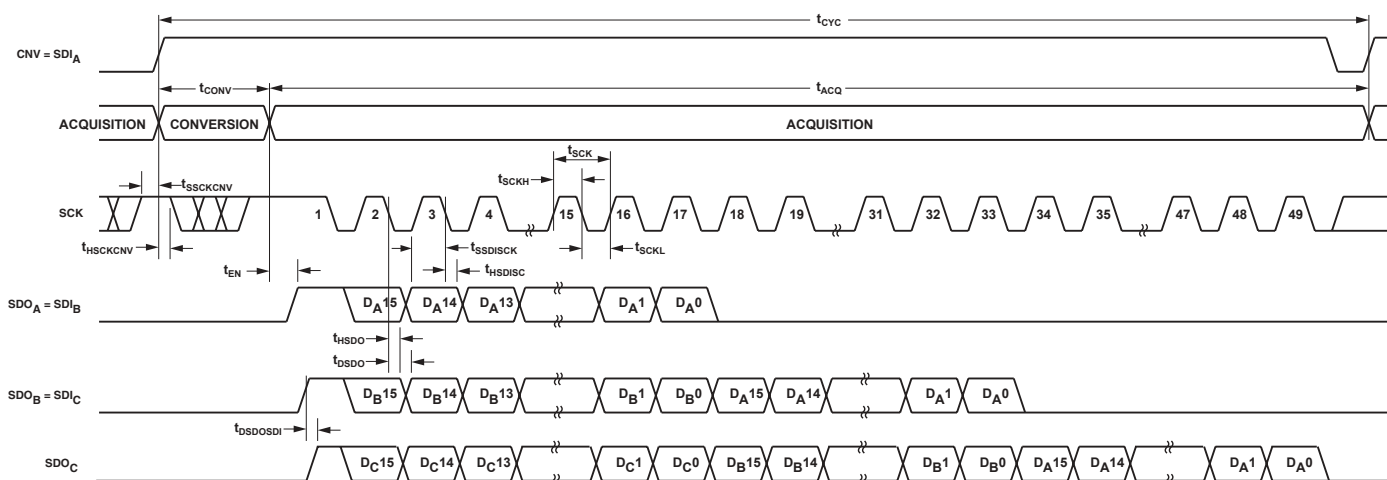 tCYC
CNV = SDIA
tCONV
tACQ
ACQUISITION CONVERSION ACQUISITION
tSCK
tSSCKCNV
tSCKH
SCK
1 2 3 4 15 16 17 18 19 31 32 33 34 35 47 48 49
tHSCKCNV
tSSDISCK
tSCKL
tEN
tHSDISC
SDOA = SDIB
DA15 DA14 DA13 DA1 DA0
tHSDO
tDSDO
SDOB = SDIC
DB15 DB14 DB13 DB1 DB0 DA15 DA14 DA1 DA0
tDSDOSDI
SDOC
DC15 DC14 DC13 DC1 DC0 DB15 DB14 DB1 DB0 DA15 DA14 DA1 DA0